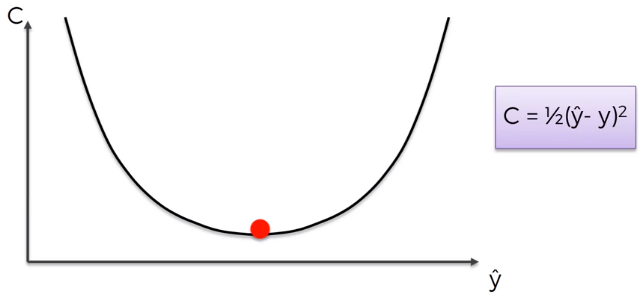 C
C = ½(ŷ- y)²
ŷ